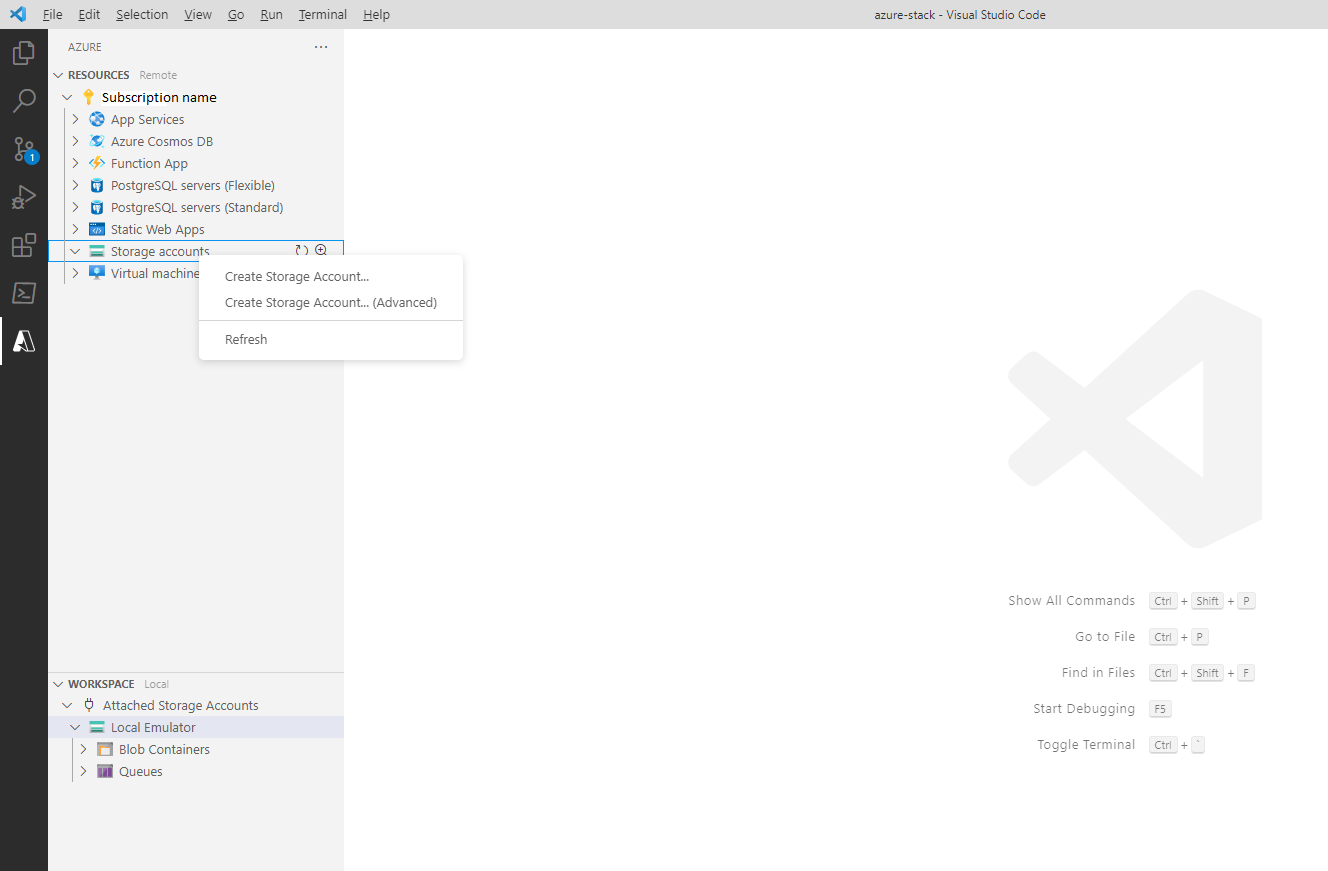 File Edit Selection View Go Run Terminal Help azure-stack - Visual Studio Code
AZURE
RESOURCES Remote
Subscription name
App Services
Azure Cosmos DB
Function App
PostgreSQL servers (Flexible)
PostgreSQL servers (Standard)
Static Web Apps
Storage accounts
Virtual machine
Create Storage Account...
Create Storage Account... (Advanced)
Refresh
1
Show All Commands Ctrl + Shift + P
Go to File Ctrl + P
Find in Files Ctrl + Shift + F
Start Debugging F5
Toggle Terminal Ctrl + `
WORKSPACE Local
Attached Storage Accounts
Local Emulator
Blob Containers
Queues